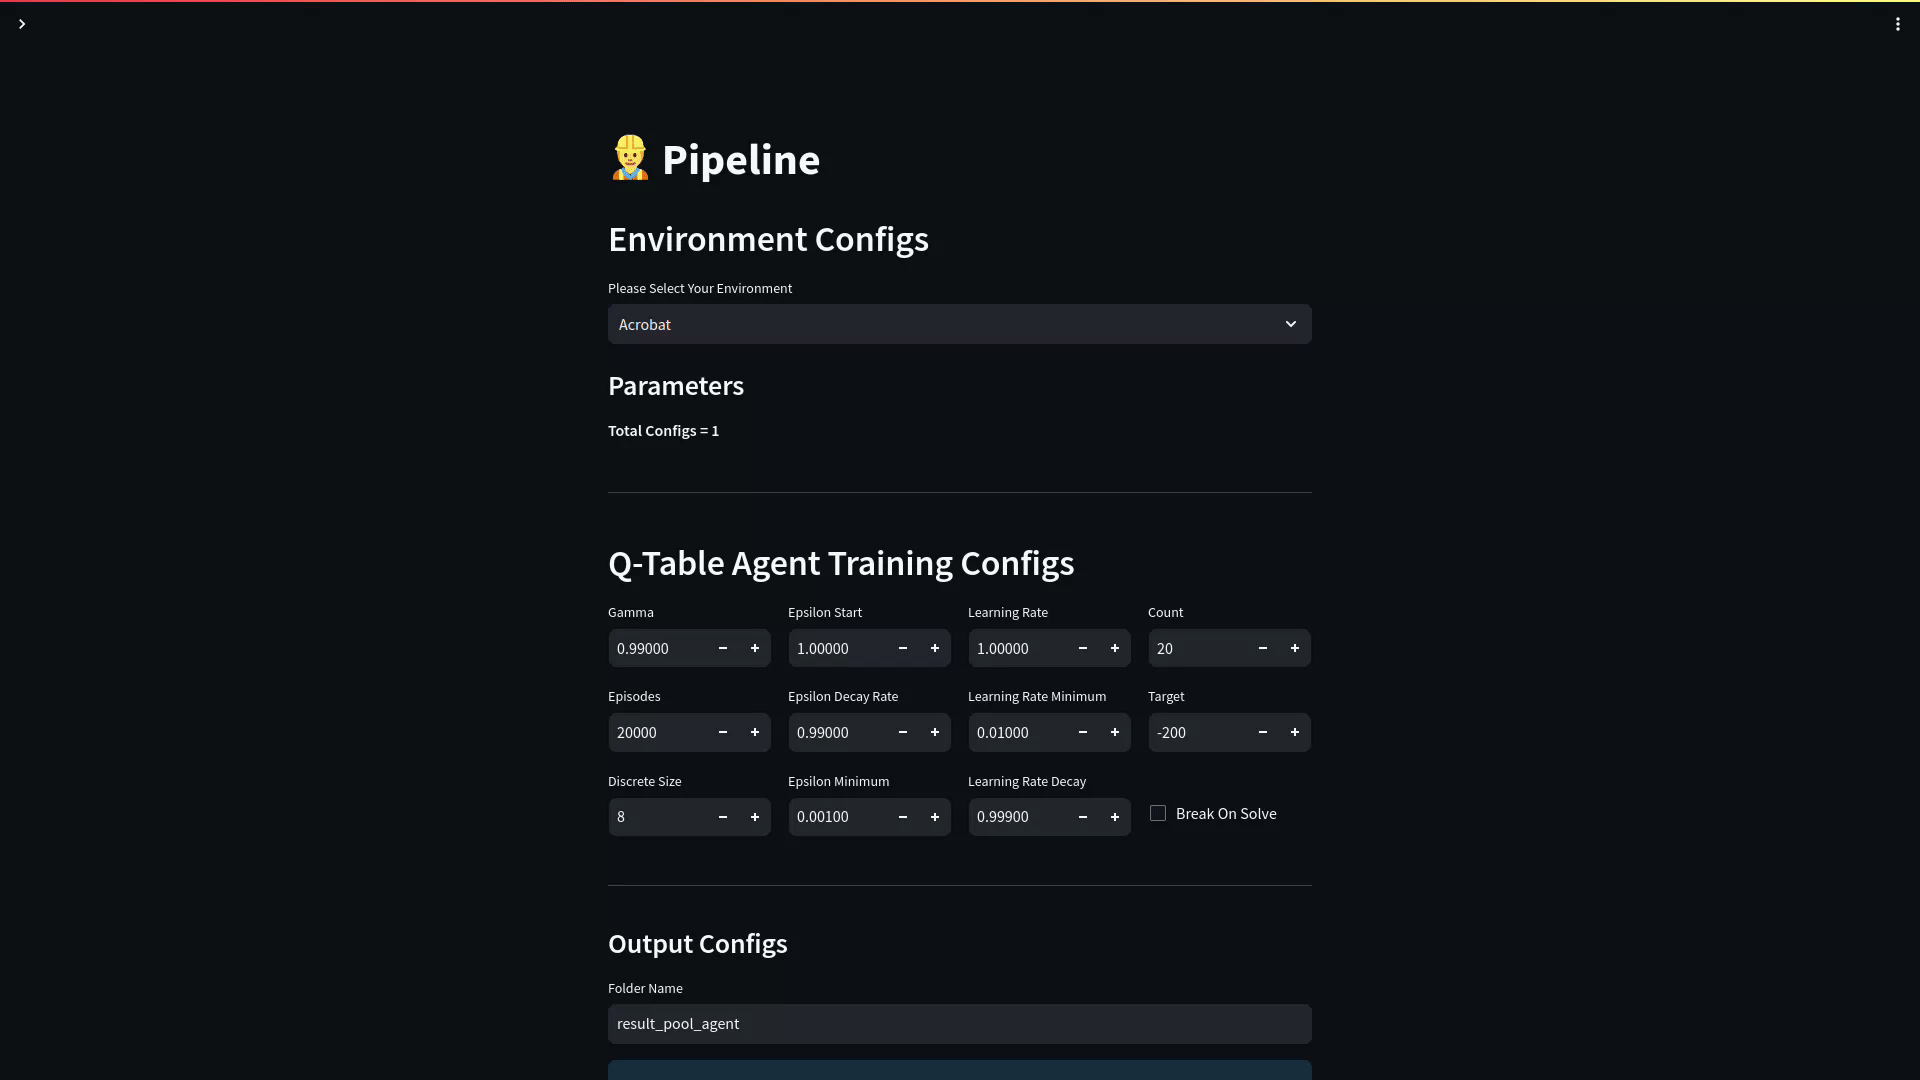 Pipeline
Environment Configs
Please Select Your Environment
Acrobat
Parameters
Total Configs = 1
Q-Table Agent Training Configs
Gamma Epsilon Start Learning Rate Count
0.99000 1.00000 1.00000 20
Episodes Epsilon Decay Rate Learning Rate Minimum Target
20000 0.99000 0.01000 -200
Discrete Size Epsilon Minimum Learning Rate Decay
8 0.00100 0.99900 Break On Solve
Output Configs
Folder Name
result_pool_agent